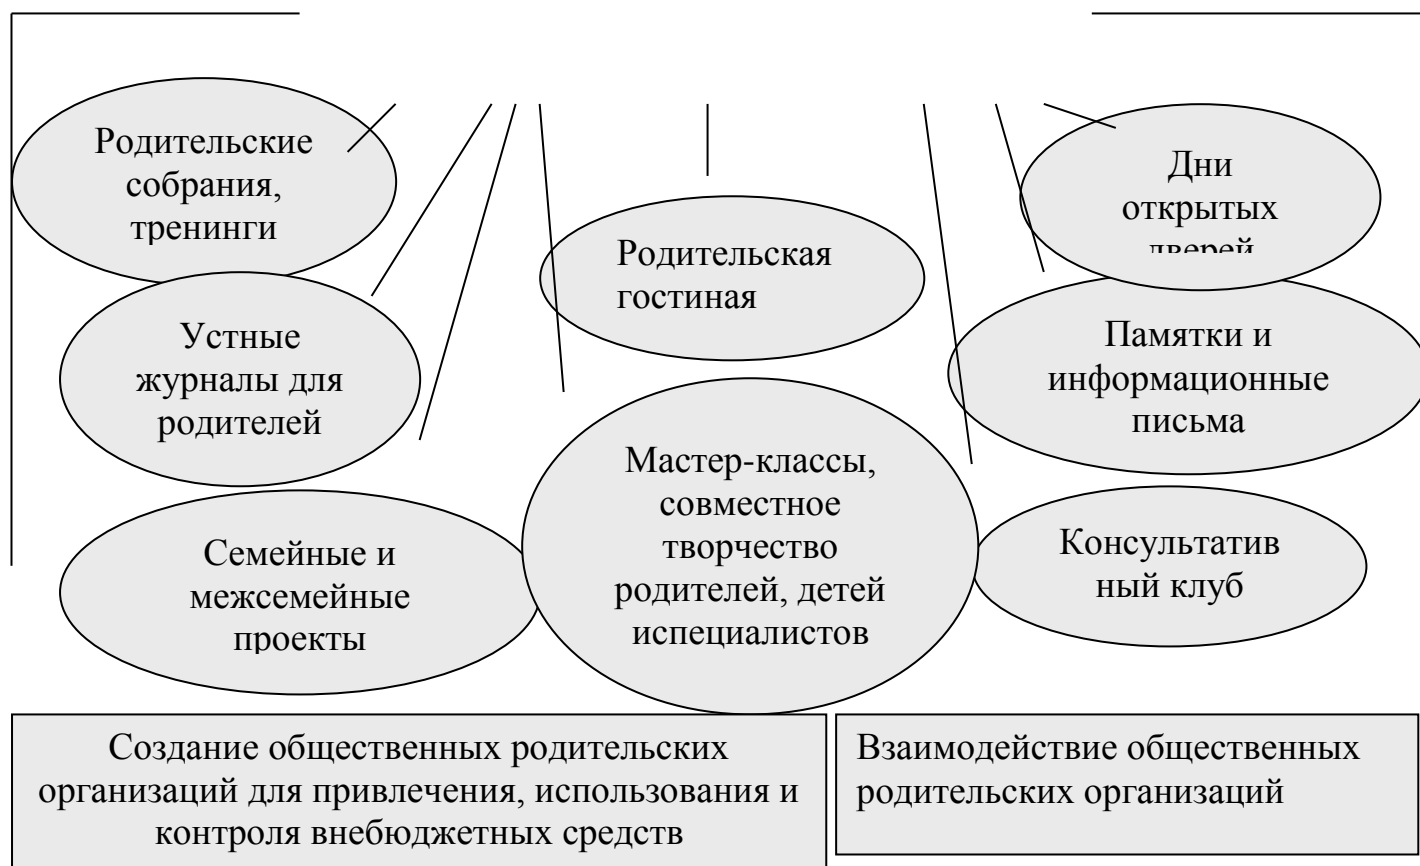 Родительские
собрания,
тренинги
Дни
открытых
дверей
Родительская
гостиная
Устные
журналы для
родителей
Памятки и
информационные
письма
Мастер-классы,
совместное
творчество
родителей, детей
испециалистов
Семейные и
межсемейные
проекты
Консультатив
ный клуб
Создание общественных родительских
организаций для привлечения, использования и
контроля внебюджетных средств
Взаимодействие общественных
родительских организаций